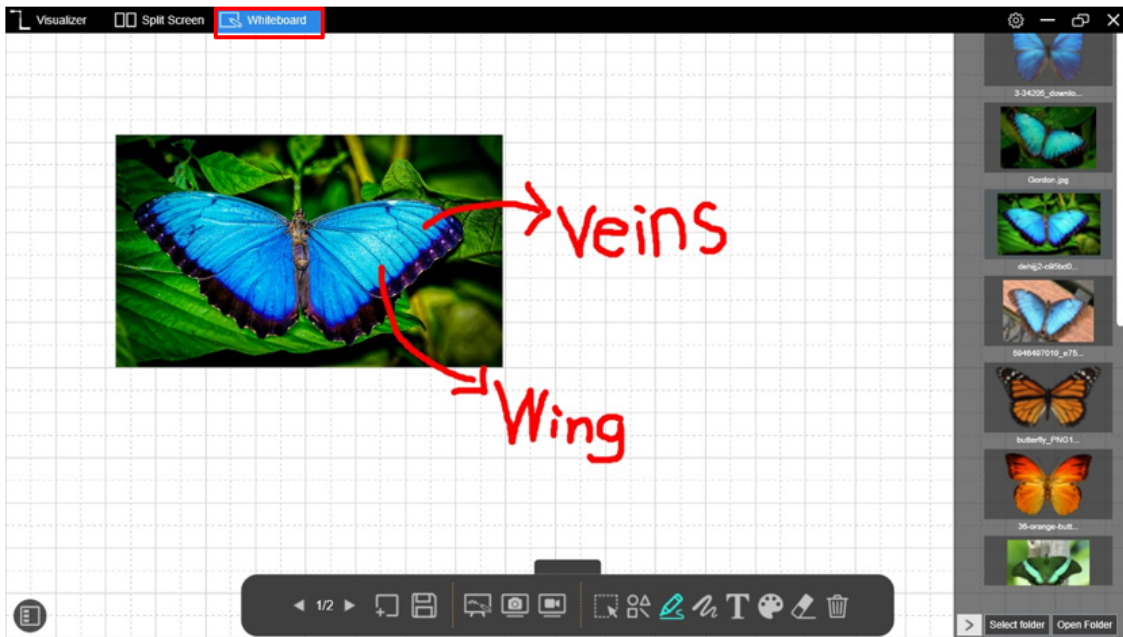 Visualizer
Split Screen
Whiteboard
3-34205_downlo...
Gordon.jpg
veins
dehijj2-c95bd0...
5946497019_e75...
Wing
butterfly_PNG1...
36-orange-butt...
1/2
T
Select folder
Open Folder